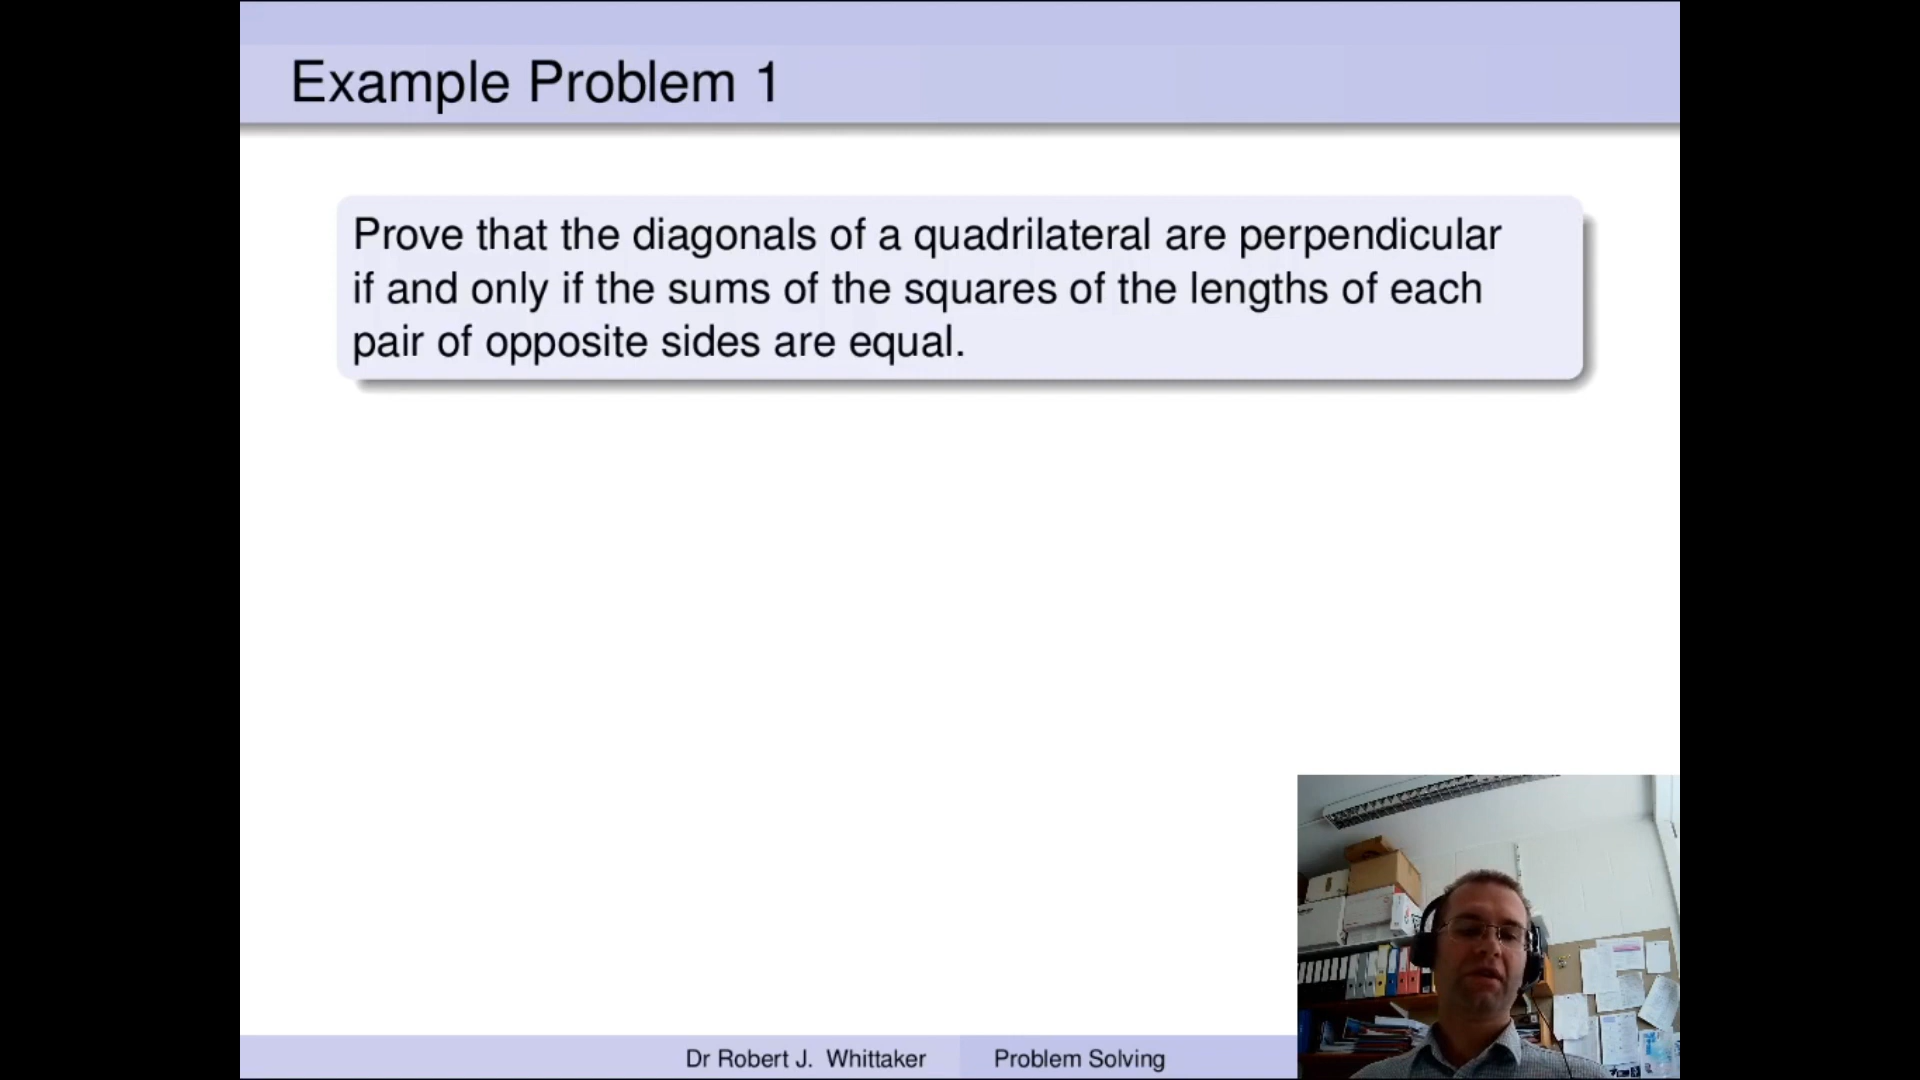 Example Problem 1
Prove that the diagonals of a quadrilateral are perpendicular
if and only if the sums of the squares of the lengths of each
pair of opposite sides are equal.
Dr Robert J. Whittaker
Problem Solving